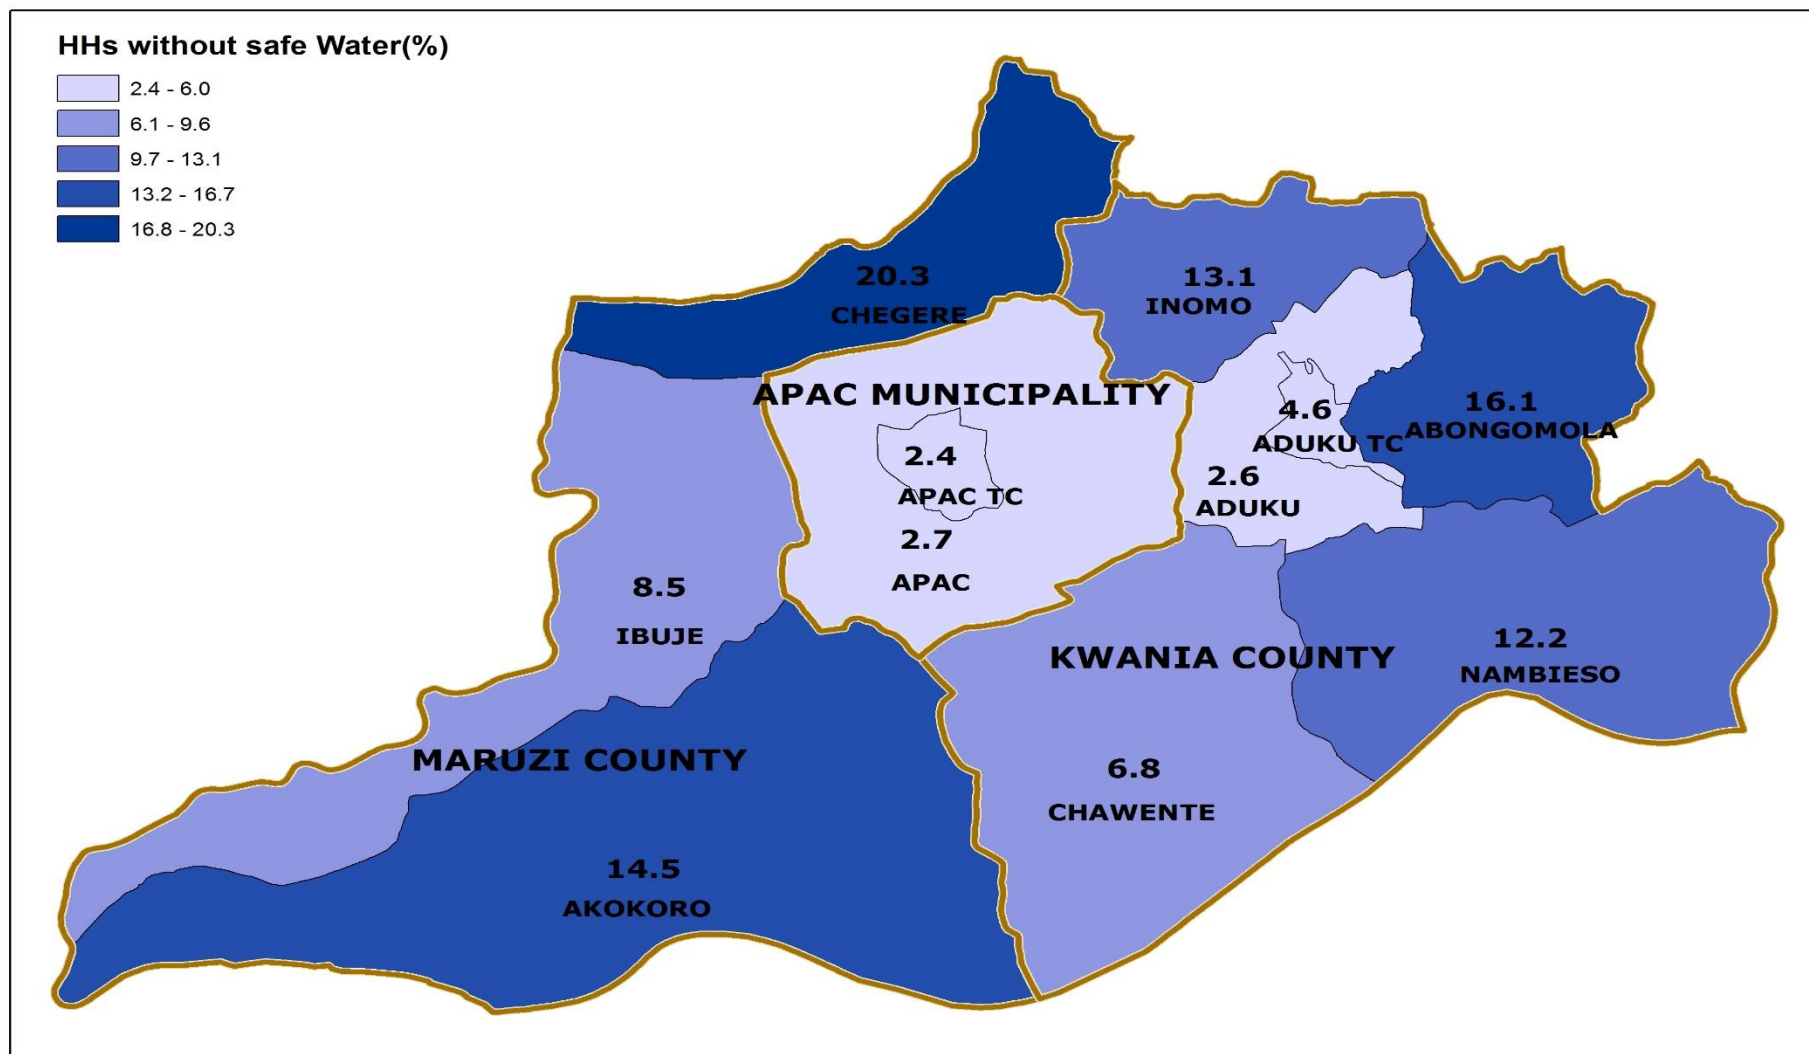 HHs without safe Water(%)
2.4 - 6.0
6.1 - 9.6
9.7 - 13.1
13.2 - 16.7
16.8 - 20.3
20.3
CHEGERE
13.1
INOMO
APAC MUNICIPALITY
4.6
ADUKU TC
16.1
ABONGOMOLA
2.4
APAC TC
2.6
ADUKU
2.7
APAC
8.5
IBUJE
KWANIA COUNTY
12.2
NAMBIESO
MARUZI COUNTY
6.8
CHAWENTE
14.5
AKOKORO